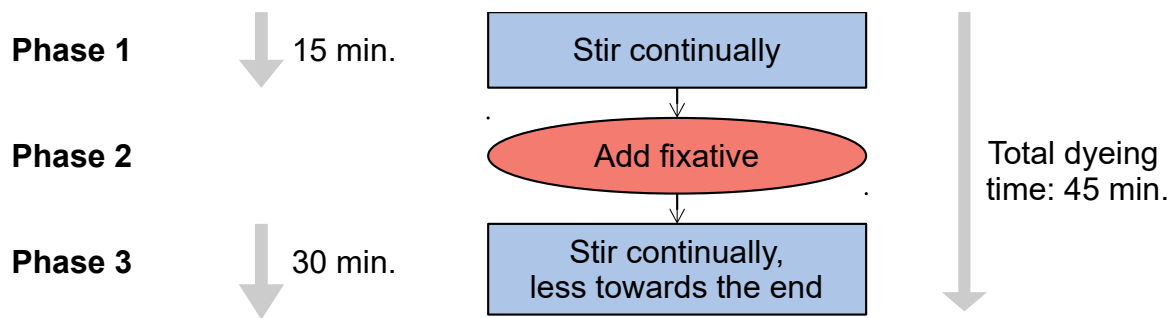 Phase 1
15 min.
Stir continually
Phase 2
Add fixative
Total dyeing
time: 45 min.
Phase 3
30 min.
Stir continually,
less towards the end